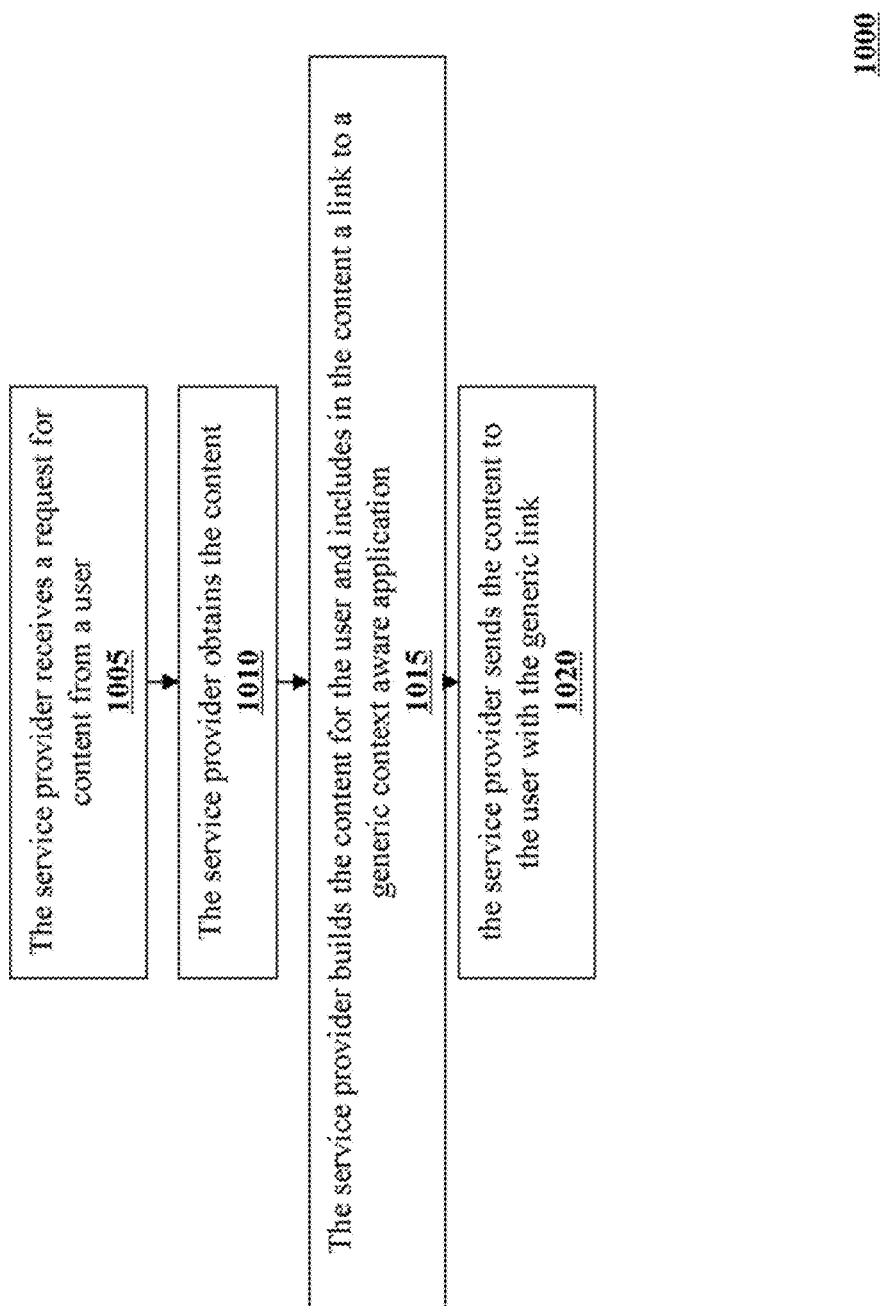 The service provider receives a request for
content from a user
1005
The service provider obtains the content
1010
The service provider builds the content for the user and includes in the content a link to a
generic context aware application
1015
the service provider sends the content to
the user with the generic link
1020
1000